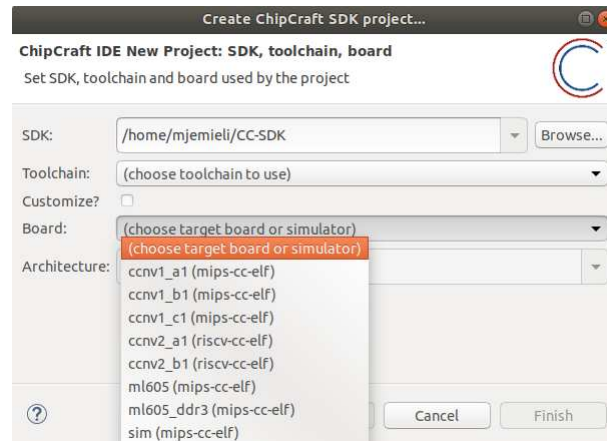 Create ChipCraft SDK project...
ChipCraft IDE New Project: SDK, toolchain, board
Set SDK, toolchain and board used by the project
SDK: /home/mjemieli/CC-SDK Browse...
Toolchain: (choose toolchain to use)
Customize?
Board: (choose target board or simulator)
(choose target board or simulator)
Architecture:
ccnv1_a1 (mips-cc-elf)
ccnv1_b1 (mips-cc-elf)
ccnv1_c1 (mips-cc-elf)
ccnv2_a1 (riscv-cc-elf)
ccnv2_b1 (riscv-cc-elf)
ml605 (mips-cc-elf)
ml605_ddr3 (mips-cc-elf)
? Cancel Finish
sim (mips-cc-elf)